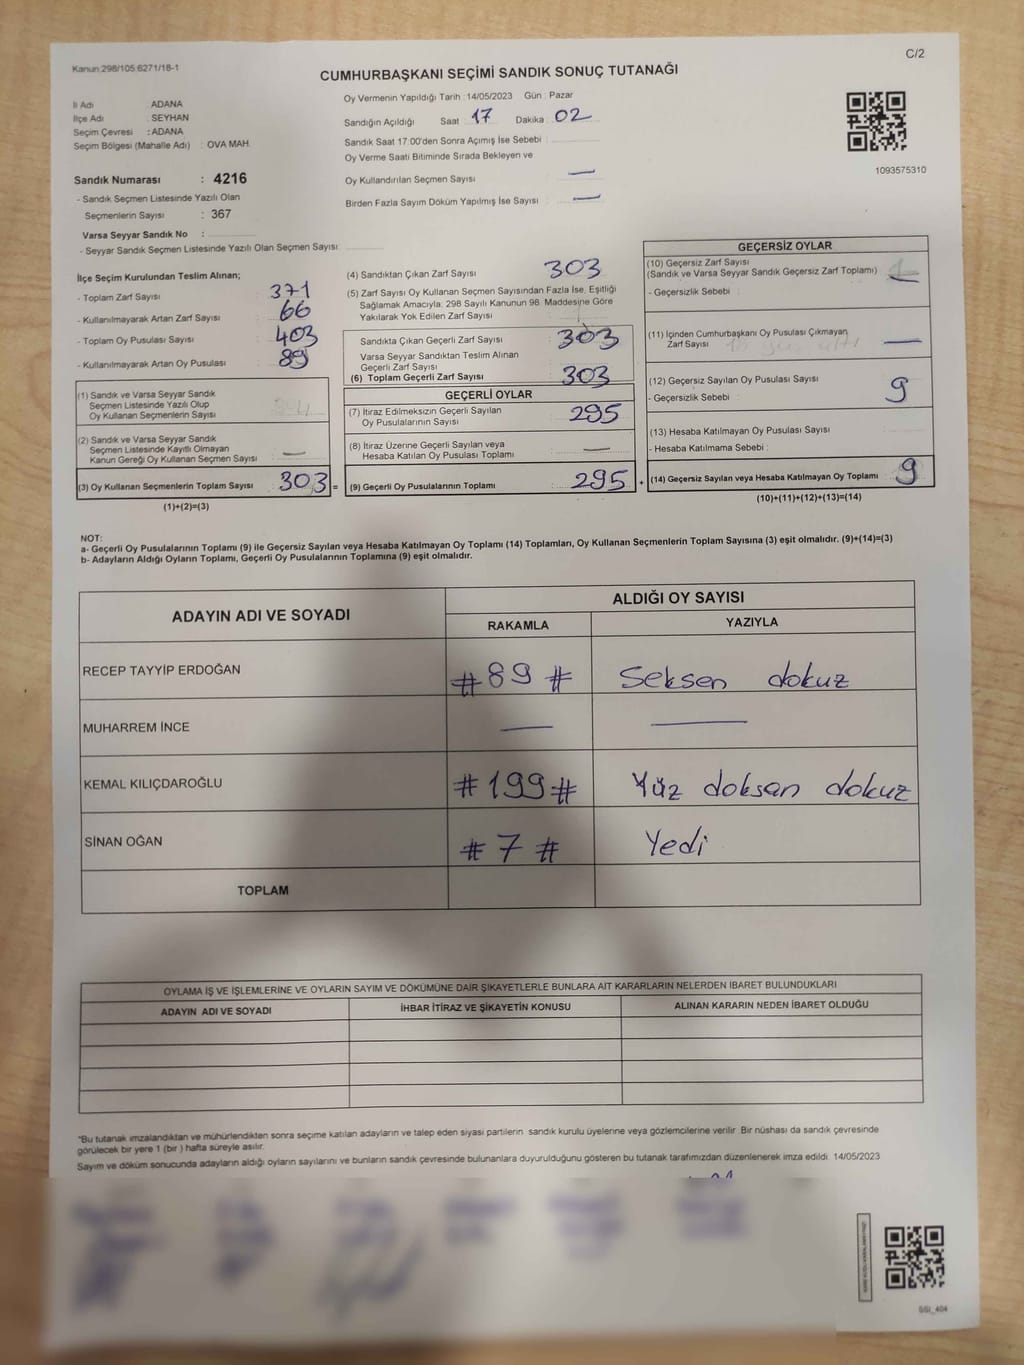 Kanun:298/105;6271/18-1
C/2
CUMHURBAŞKANI SEÇİMİ SANDIK SONUÇ TUTANAĞI
İl Adı : ADANA
İlçe Adı : SEYHAN
Seçim Çevresi : ADANA
Seçim Bölgesi (Mahalle Adı) : OVA MAH.
Sandık Numarası : 4216
- Sandık Seçmen Listesinde Yazılı Olan
Seçmenlerin Sayısı : 367
Varsa Seyyar Sandık No :
- Seyyar Sandık Seçmen Listesinde Yazılı Olan Seçmen Sayısı:
Oy Vermenin Yapıldığı Tarih : 14/05/2023 Gün : Pazar
Sandığın Açıldığı Saat 17 Dakika 02
Sandık Saat 17:00'den Sonra Açımış İse Sebebi :
Oy Verme Saati Bitiminde Sırada Bekleyen ve
Oy Kullandırılan Seçmen Sayısı : —
Birden Fazla Sayım Döküm Yapılmış İse Sayısı : —
1093575310
İlçe Seçim Kurulundan Teslim Alınan;
- Toplam Zarf Sayısı : 371
- Kullanılmayarak Artan Zarf Sayısı : 66
- Toplam Oy Pusulası Sayısı : 403
- Kullanılmayarak Artan Oy Pusulası : 89
(1) Sandık ve Varsa Seyyar Sandık
Seçmen Listesinde Yazılı Olup
Oy Kullanan Seçmenlerin Sayısı :
(2) Sandık ve Varsa Seyyar Sandık
Seçmen Listesinde Kayıtlı Olmayan
Kanun Gereği Oy Kullanan Seçmen Sayısı : —
(3) Oy Kullanan Seçmenlerin Toplam Sayısı : 303 =
(1)+(2)=(3)
(4) Sandıktan Çıkan Zarf Sayısı : 303
(5) Zarf Sayısı Oy Kullanan Seçmen Sayısından Fazla İse, Eşitliği
Sağlamak Amacıyla, 298 Sayılı Kanunun 98. Maddesine Göre
Yakılarak Yok Edilen Zarf Sayısı :
Sandıkta Çıkan Geçerli Zarf Sayısı : 303
Varsa Seyyar Sandıktan Teslim Alınan
Geçerli Zarf Sayısı :
(6) Toplam Geçerli Zarf Sayısı : 303
GEÇERLİ OYLAR
(7) İtiraz Edilmeksizin Geçerli Sayılan
Oy Pusulalarının Sayısı : 295
(8) İtiraz Üzerine Geçerli Sayılan veya
Hesaba Katılan Oy Pusulası Toplamı : —
(9) Geçerli Oy Pusulalarının Toplamı : 295 +
GEÇERSİZ OYLAR
(10) Geçersiz Zarf Sayısı
(Sandık ve Varsa Seyyar Sandık Geçersiz Zarf Toplamı) :
- Geçersizlik Sebebi :
(11) İçinden Cumhurbaşkanı Oy Pusulası Çıkmayan
Zarf Sayısı : —
(12) Geçersiz Sayılan Oy Pusulası Sayısı : 9
- Geçersizlik Sebebi :
(13) Hesaba Katılmayan Oy Pusulası Sayısı :
- Hesaba Katılmama Sebebi :
(14) Geçersiz Sayılan veya Hesaba Katılmayan Oy Toplamı : 9
(10)+(11)+(12)+(13)=(14)
NOT:
a- Geçerli Oy Pusulalarının Toplamı (9) ile Geçersiz Sayılan veya Hesaba Katılmayan Oy Toplamı (14) Toplamları, Oy Kullanan Seçmenlerin Toplam Sayısına (3) eşit olmalıdır. (9)+(14)=(3)
b- Adayların Aldığı Oyların Toplamı, Geçerli Oy Pusulalarının Toplamına (9) eşit olmalıdır.
ADAYIN ADI VE SOYADI
ALDIĞI OY SAYISI
RAKAMLA YAZIYLA
RECEP TAYYİP ERDOĞAN #89# Seksen dokuz
MUHARREM İNCE — —
KEMAL KILIÇDAROĞLU #199# Yüz doksan dokuz
SİNAN OĞAN #7# Yedi
TOPLAM
OYLAMA İŞ VE İŞLEMLERİNE VE OYLARIN SAYIM VE DÖKÜMÜNE DAİR ŞİKAYETLERLE BUNLARA AİT KARARLARIN NELERDEN İBARET BULUNDUKLARI
ADAYIN ADI VE SOYADI İHBAR İTİRAZ VE ŞİKAYETİN KONUSU ALINAN KARARIN NEDEN İBARET OLDUĞU
*Bu tutanak imzalandıktan ve mühürlendikten sonra seçime katılan adayların ve talep eden siyasi partilerin sandık kurulu üyelerine veya gözlemcilerine verilir. Bir nüshası da sandık çevresinde
görülecek bir yere 1 (bir ) hafta süreyle asılır.
Sayım ve döküm sonucunda adayların aldığı oyların sayılarını ve bunların sandık çevresinde bulunanlara duyurulduğunu gösteren bu tutanak tarafımızdan düzenlenerek imza edildi. 14/05/2023
SSI_404